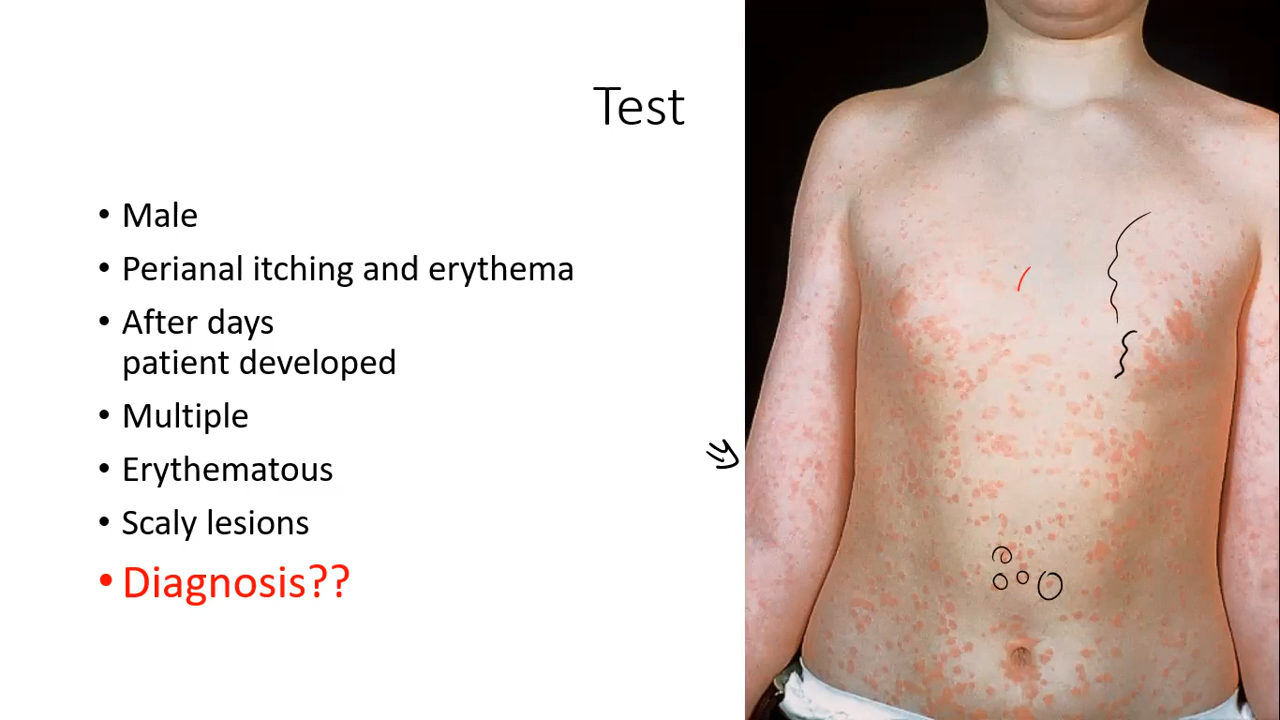 Test
• Male
• Perianal itching and erythema
• After days
patient developed
• Multiple
• Erythematous
• Scaly lesions
• Diagnosis??